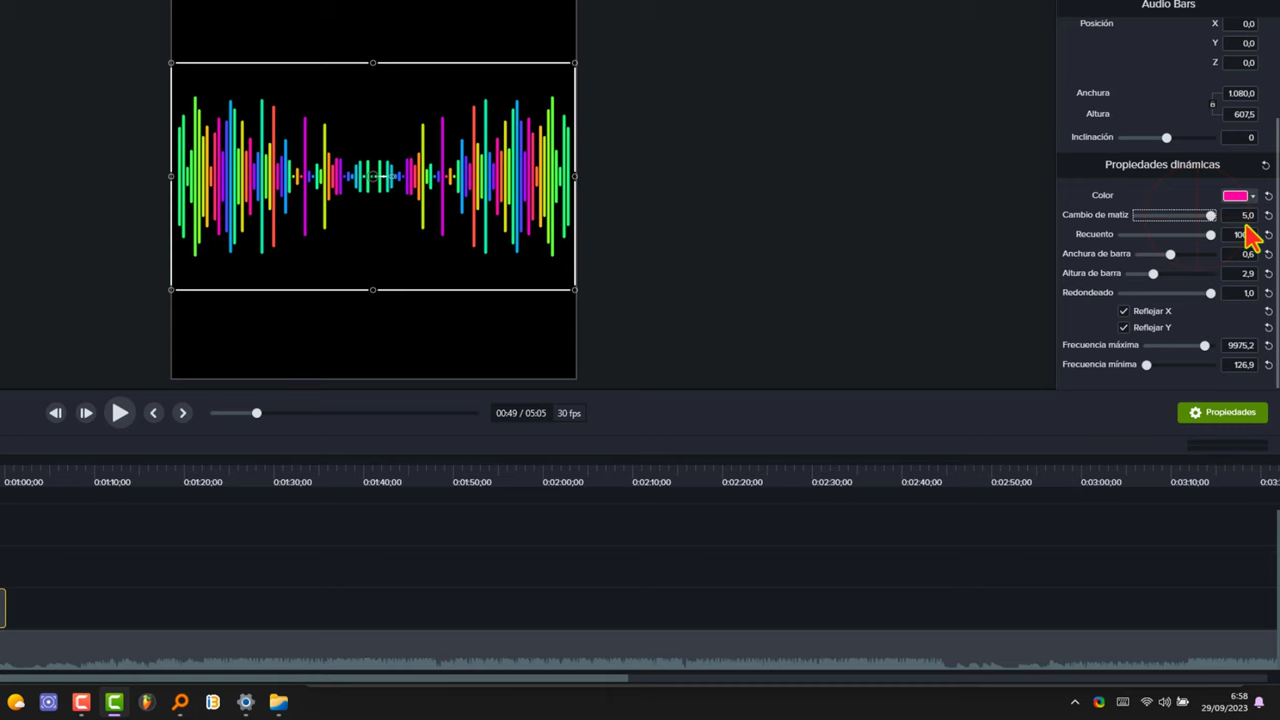 Audio Bars
Posición X 0,0
Y 0,0
Z 0,0
Anchura 1.080,0
Altura 607,5
Inclinación 0
Propiedades dinámicas
Color
Cambio de matiz 5,0
Recuento
Anchura de barra 0,6
Altura de barra 2,9
Redondeado 1,0
Reflejar X
Reflejar Y
Frecuencia máxima 9975,2
Frecuencia mínima 126,9
00:49 / 05:05 30 fps Propiedades
0:01:00;00 0:01:10;00 0:01:20;00 0:01:30;00 0:01:40;00 0:01:50;00 0:02:00;00 0:02:10;00 0:02:20;00 0:02:30;00 0:02:40;00 0:02:50;00 0:03:00;00 0:03:10;00
6:58
29/09/2023